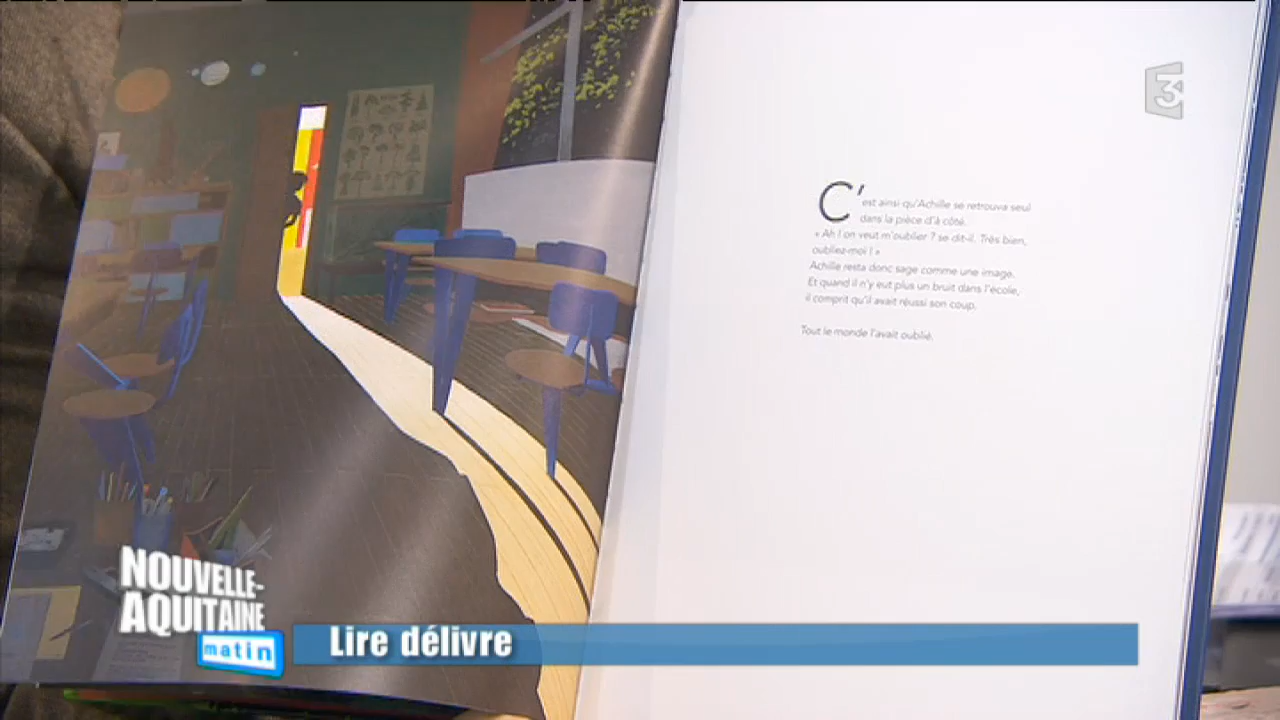 3
C'est ainsi qu'Achille se retrouva seul
dans la pièce d'à côté.
« Ah ! on veut m'oublier ? se dit-il. Très bien,
oubliez-moi ! »
Achille resta donc sage comme une image.
Et quand il n'y eut plus un bruit dans l'école,
il comprit qu'il avait réussi son coup.
Tout le monde l'avait oublié.
NOUVELLE-
AQUITAINE
matin
Lire délivre